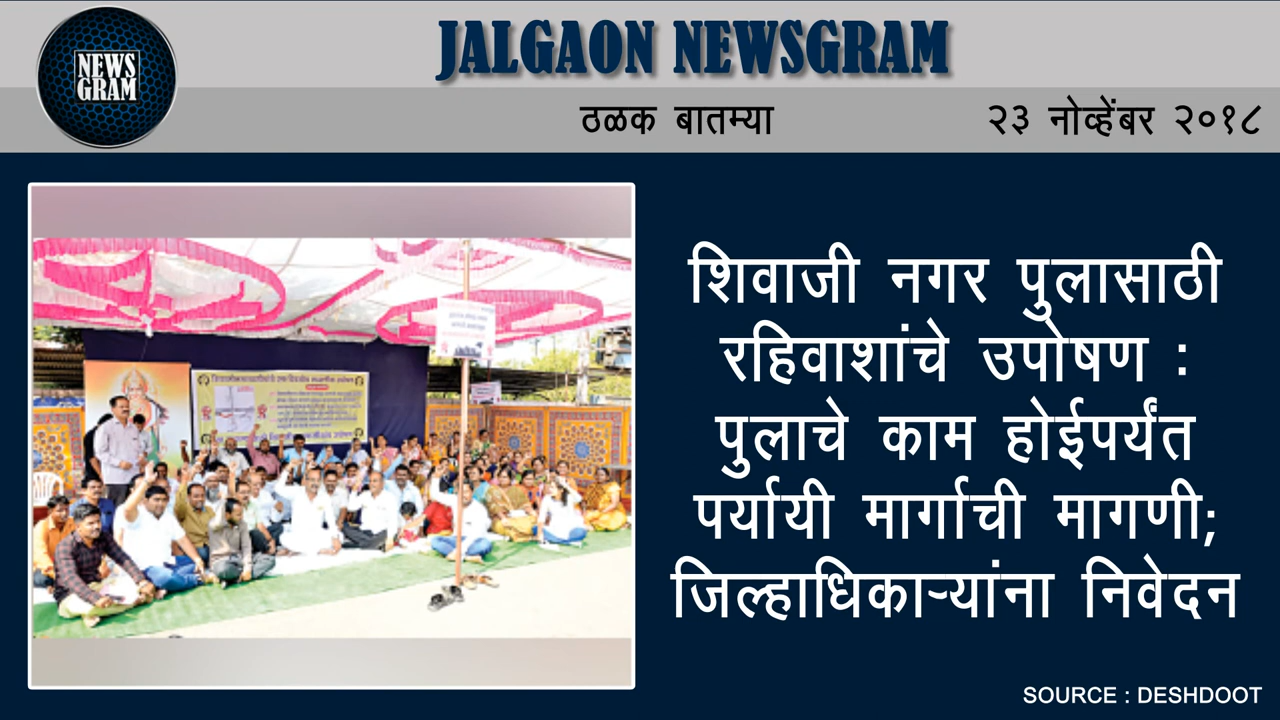 NEWS
GRAM
JALGAON NEWSGRAM
ठळक बातम्या
२३ नोव्हेंबर २०१८
शिवाजी नगर पुलासाठी
रहिवाशांचे उपोषण :
पुलाचे काम होईपर्यंत
पर्यायी मार्गाची मागणी;
जिल्हाधिकाऱ्यांना निवेदन
SOURCE : DESHDOOT